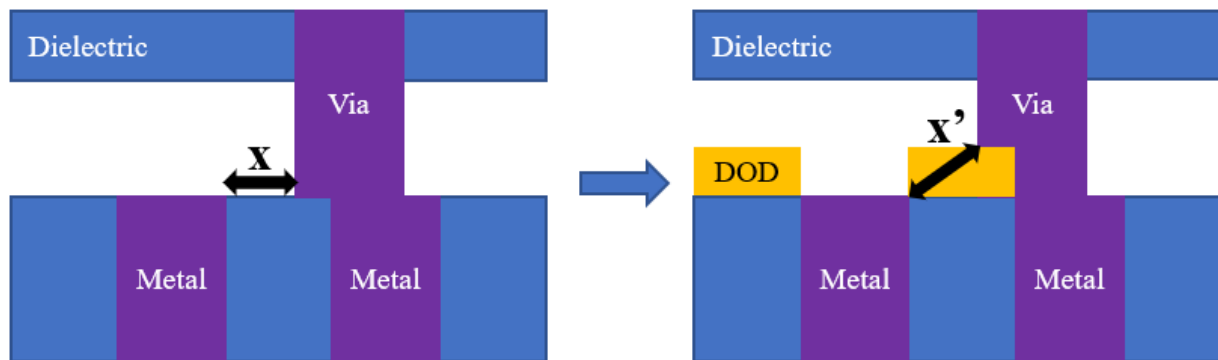 Dielectric
Via
x
Metal
Metal
Dielectric
Via
x’
DOD
Metal
Metal